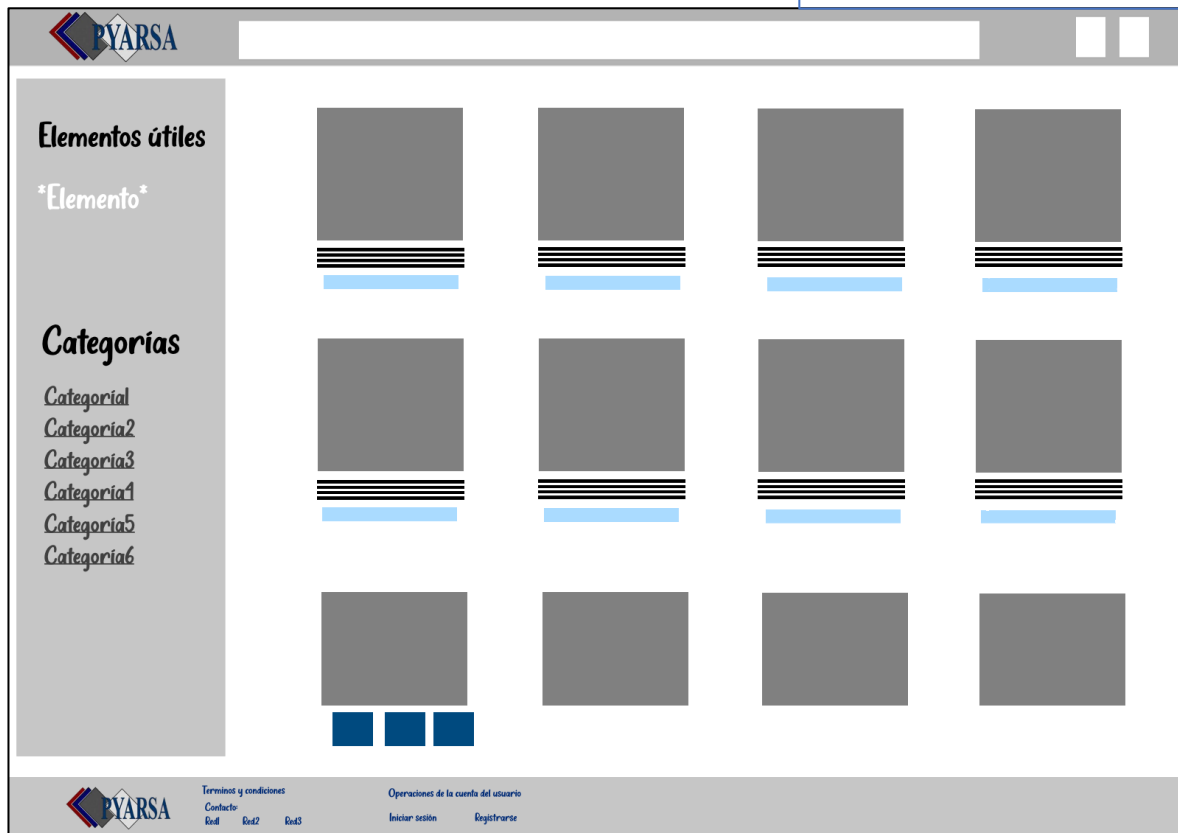 PYARSA
Elementos útiles
*Elemento*
Categorías
Categoría1
Categoría2
Categoría3
Categoría4
Categoría5
Categoría6
PYARSA
Terminos y condiciones
Contacto:
Red1 Red2 Red3
Operaciones de la cuenta del usuario
Iniciar sesión Registrarse